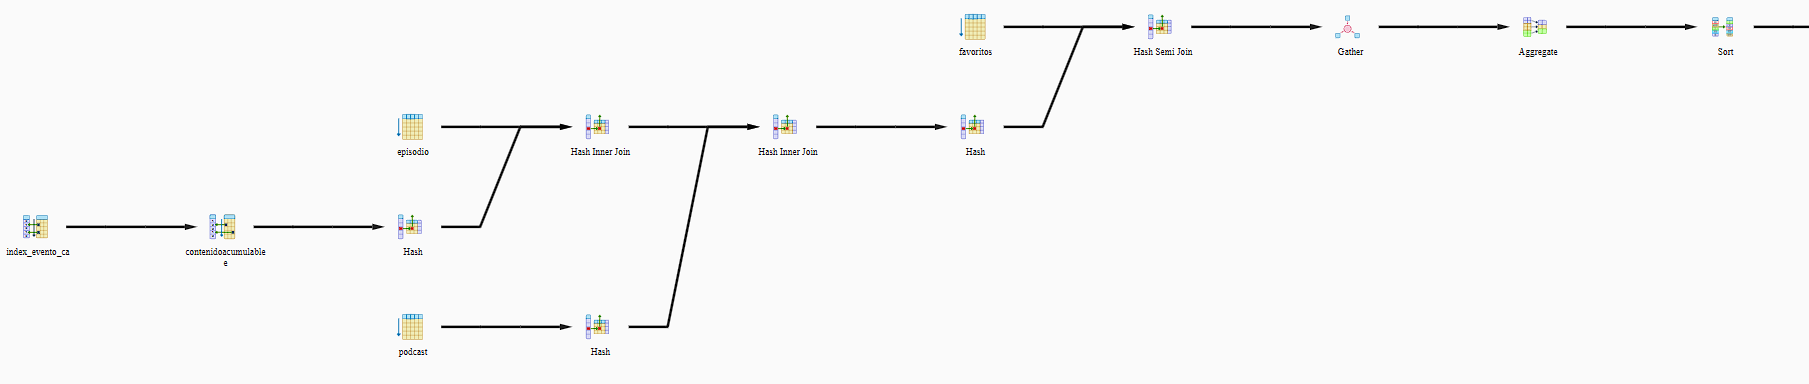 favoritos
Hash Semi Join
Gather
Aggregate
Sort
episodio
Hash Inner Join
Hash Inner Join
Hash
index_evento_ca
contenidoacumulable
e
Hash
podcast
Hash